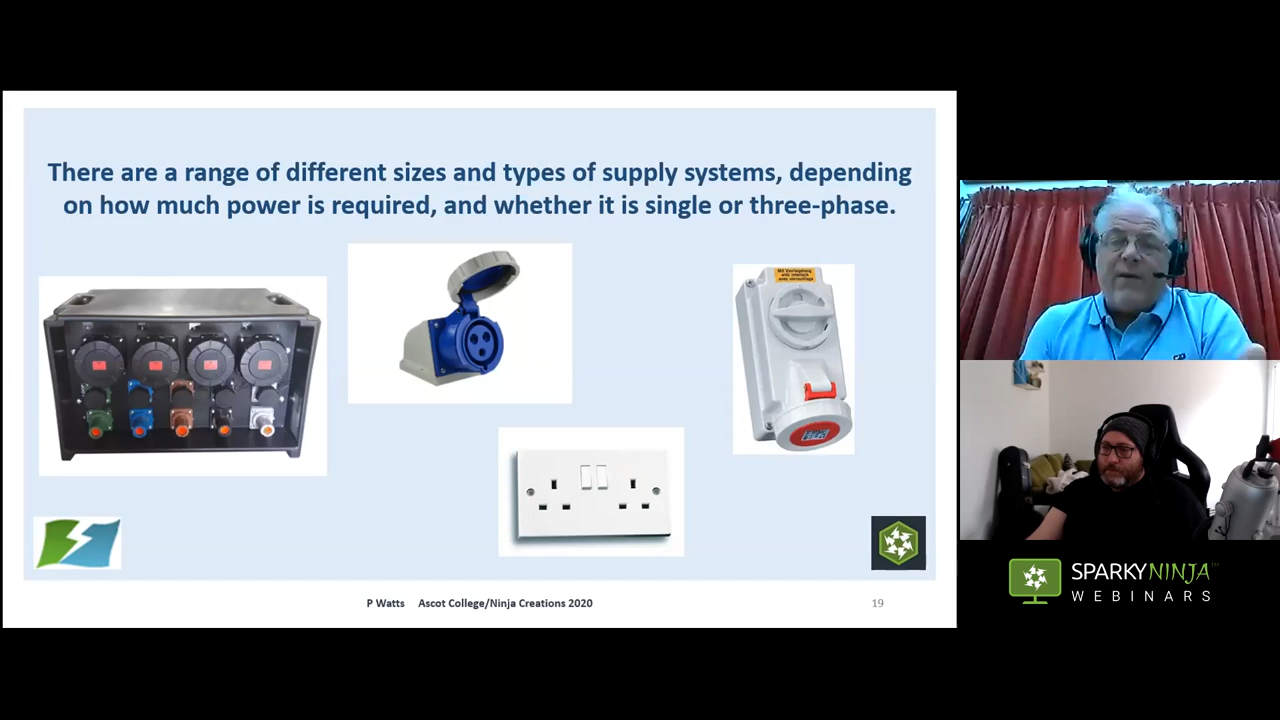 There are a range of different sizes and types of supply systems, depending
on how much power is required, and whether it is single or three-phase.
P Watts Ascot College/Ninja Creations 2020
19
SPARKYNINJA™
WEBINARS